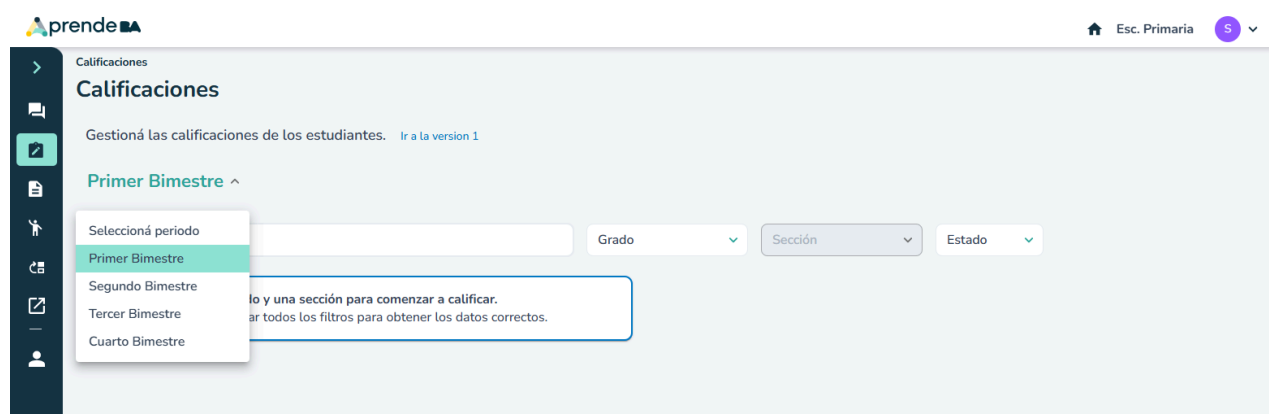 Aprende BA
Esc. Primaria
S
Calificaciones
Calificaciones
Gestioná las calificaciones de los estudiantes. Ir a la version 1
Primer Bimestre
Seleccioná periodo
Primer Bimestre
Segundo Bimestre
Tercer Bimestre
Cuarto Bimestre
Grado
Sección
Estado
y una sección para comenzar a calificar.
todos los filtros para obtener los datos correctos.